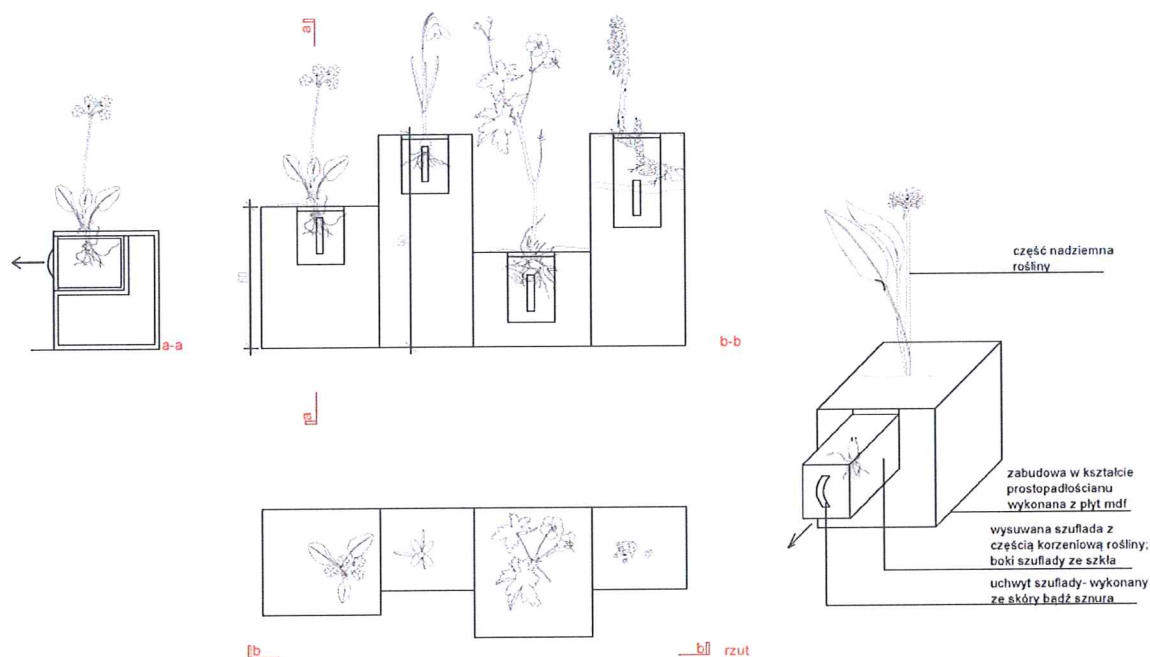 a
a-a
b-b
a
b
b
rzut
część nadziemna
rośliny
zabudowa w kształcie
prostopadłościanu
wykonana z płyt mdf
wysuwana szuflada z
częścią korzeniową rośliny;
boki szuflady ze szkła
uchwyt szuflady- wykonany
ze skóry bądź sznura